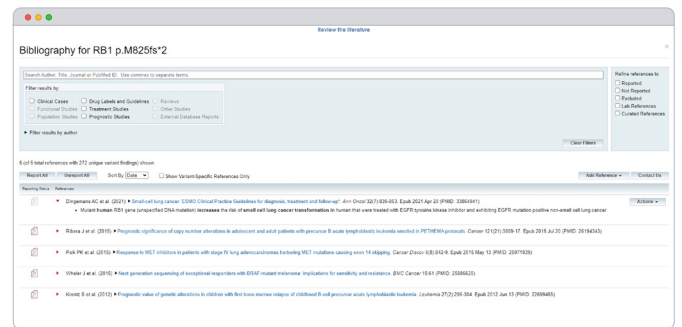 Review the literature
Bibliography for RB1 p.M825fs*2
×
Search Author, Title, Journal or PubMed ID. Use commas to separate terms.
Filter results by:
Clinical Cases Drug Labels and Guidelines Reviews
Functional Studies Treatment Studies Other Studies
Population Studies Prognostic Studies External Database Reports
Filter results by author
Clear Filters
Refine references to
Reported
Not Reported
Excluded
Lab References
Curated References
5 (of 5 total references with 272 unique variant findings) shown
Report All Unreport All Sort By Date Show Variant-Specific References Only Add Reference Contact Us
Reporting Status References
Dingemans AC et al. (2021) Small-cell lung cancer: ESMO Clinical Practice Guidelines for diagnosis, treatment and follow-up*. Ann Oncol 32(7):839-853. Epub 2021 Apr 20 (PMID: 33864941) Actions
• Mutant human RB1 gene (unspecified DNA mutation) increases the risk of small cell lung cancer transformation in human that were treated with EGFR tyrosine kinase inhibitor and exhibiting EGFR mutation positive non-small cell lung cancer
Ribera J et al. (2015) Prognostic significance of copy number alterations in adolescent and adult patients with precursor B acute lymphoblastic leukemia enrolled in PETHEMA protocols. Cancer 121(21):3809-17. Epub 2015 Jul 20 (PMID: 26194343)
Paik PK et al. (2015) Response to MET inhibitors in patients with stage IV lung adenocarcinomas harboring MET mutations causing exon 14 skipping. Cancer Discov 5(8):842-9. Epub 2015 May 13 (PMID: 25971939)
Wheler J et al. (2015) Next generation sequencing of exceptional responders with BRAF-mutant melanoma: implications for sensitivity and resistance. BMC Cancer 15:61 (PMID: 25886620)
Krentz S et al. (2012) Prognostic value of genetic alterations in children with first bone marrow relapse of childhood B-cell precursor acute lymphoblastic leukemia. Leukemia 27(2):295-304. Epub 2012 Jun 13 (PMID: 22699455)